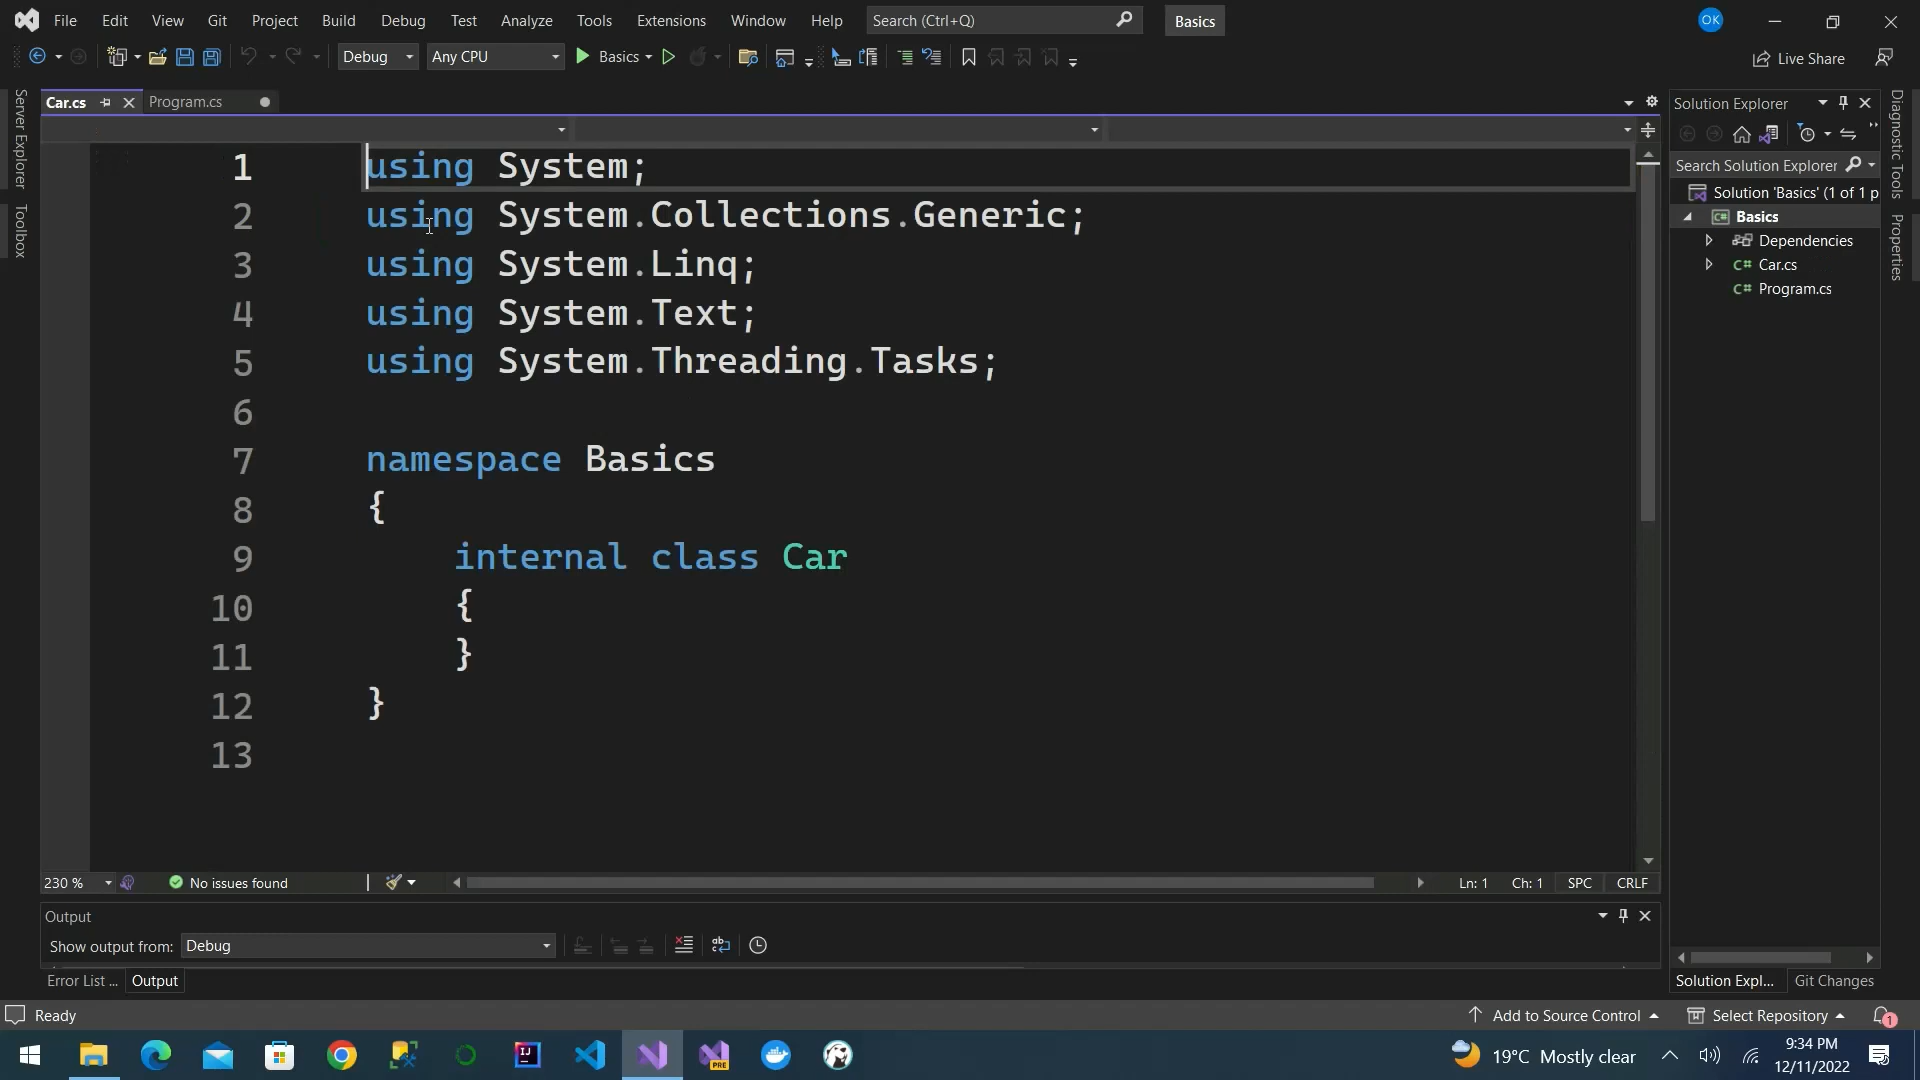 File Edit View Git Project Build Debug Test Analyze Tools Extensions Window Help Search (Ctrl+Q) Basics OK
Debug Any CPU Basics Live Share
Server Explorer
Toolbox
Car.cs Program.cs
1 using System;
2 using System.Collections.Generic;
3 using System.Linq;
4 using System.Text;
5 using System.Threading.Tasks;
6
7 namespace Basics
8 {
9 internal class Car
10 {
11 }
12 }
13
230 % No issues found Ln: 1 Ch: 1 SPC CRLF
Output
Show output from: Debug
Error List ... Output
Solution Explorer
Search Solution Explorer
Solution 'Basics' (1 of 1 p
C# Basics
Dependencies
C# Car.cs
C# Program.cs
Solution Expl... Git Changes
Diagnostic Tools
Properties
Ready Add to Source Control Select Repository 1
IJ PRE 19°C Mostly clear 9:34 PM
12/11/2022